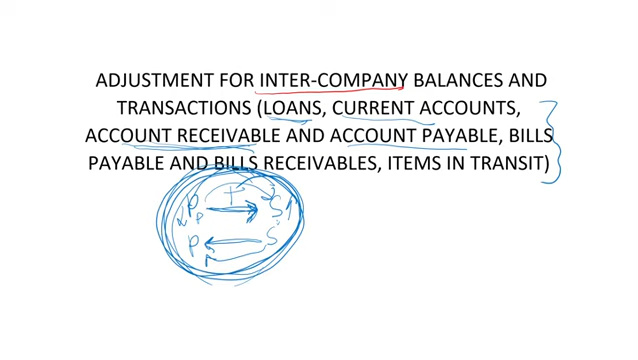 ADJUSTMENT FOR INTER-COMPANY BALANCES AND
TRANSACTIONS (LOANS, CURRENT ACCOUNTS,
ACCOUNT RECEIVABLE AND ACCOUNT PAYABLE, BILLS
PAYABLE AND BILLS RECEIVABLES, ITEMS IN TRANSIT)
P S
P S